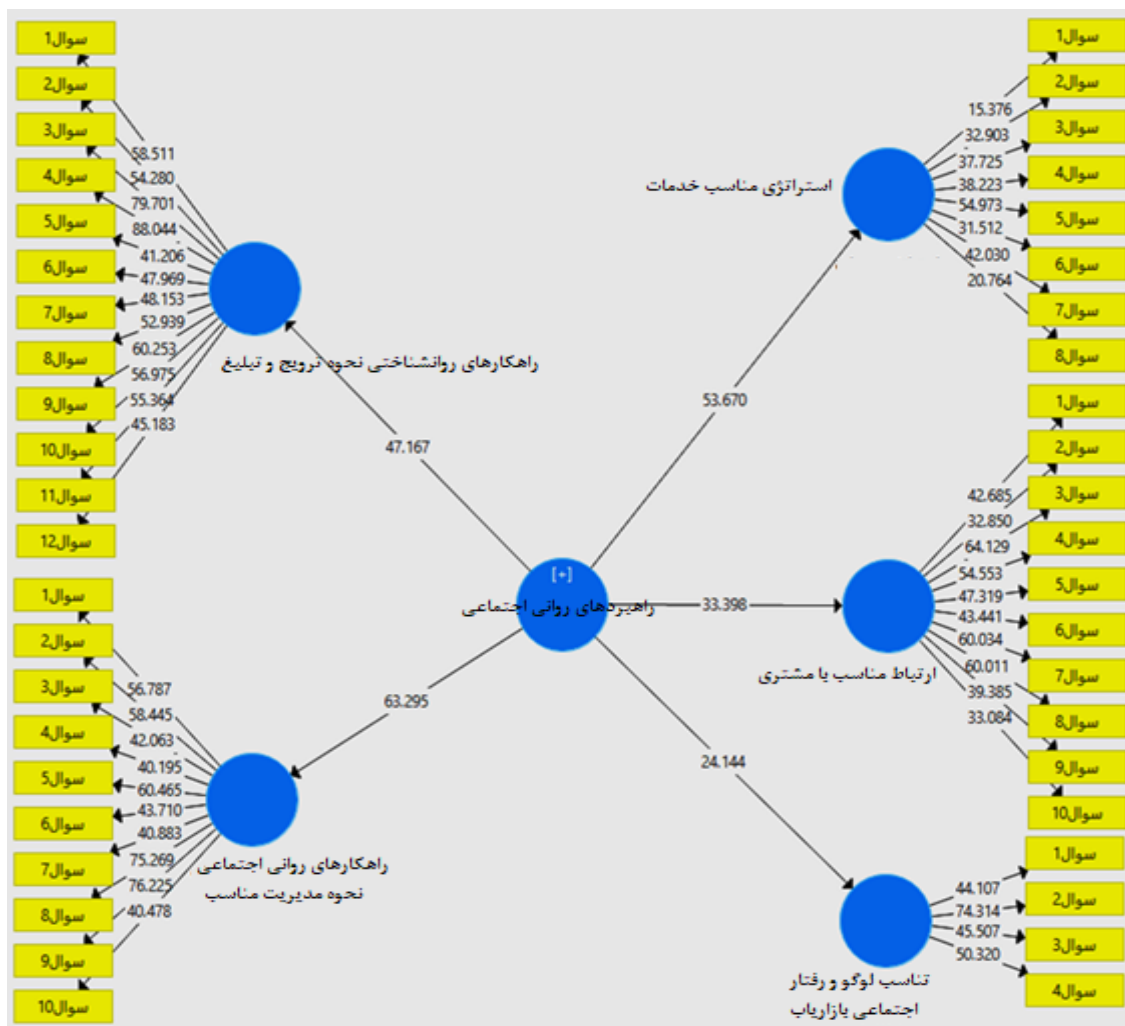 سوال1
سوال2
سوال3
سوال4
سوال5
سوال6
سوال7
سوال8
سوال9
سوال10
سوال11
سوال12
58.511
54.280
79.701
88.044
41.206
47.969
48.153
52.939
60.253
56.975
55.364
45.183
راهکارهای روانشناختی نحوه ترویج و تبلیغ
47.167
سوال1
سوال2
سوال3
سوال4
سوال5
سوال6
سوال7
سوال8
15.376
32.903
37.725
38.223
54.973
31.512
42.030
20.764
استراتژی مناسب خدمات
53.670
[+]
راهبردهای روانی اجتماعی
سوال1
سوال2
سوال3
سوال4
سوال5
سوال6
سوال7
سوال8
سوال9
سوال10
42.685
32.850
64.129
54.553
47.319
43.441
60.034
60.011
39.385
33.084
ارتباط مناسب با مشتری
33.398
سوال1
سوال2
سوال3
سوال4
سوال5
سوال6
سوال7
سوال8
سوال9
سوال10
56.787
58.445
42.063
40.195
60.465
43.710
40.883
75.269
76.225
40.478
راهکارهای روانی اجتماعی
نحوه مدیریت مناسب
63.295
سوال1
سوال2
سوال3
سوال4
44.107
74.314
45.507
50.320
تناسب لوگو و رفتار
اجتماعی بازاریاب
24.144